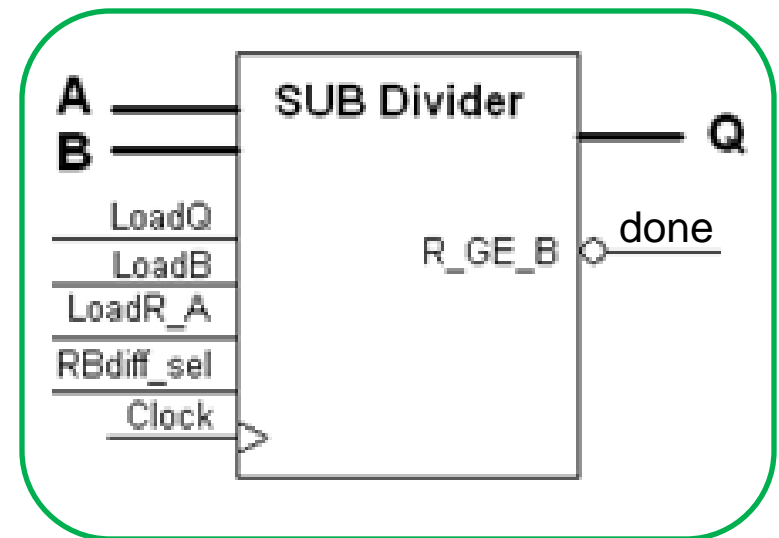 A
SUB Divider
B
Q
LoadQ
LoadB
LoadR_A
RBdiff_sel
Clock
R_GE_B
done